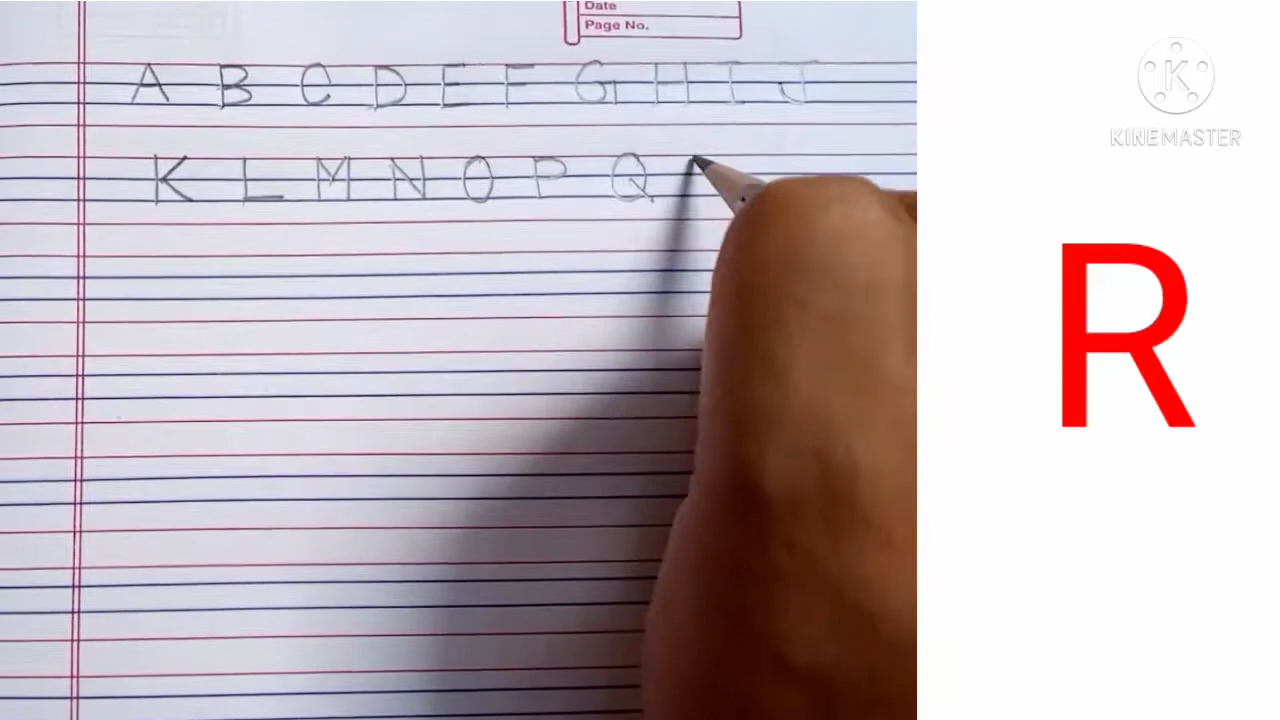 Date
Page No.
A B C D E F G H I J
K L M N O P Q
R
K
KINEMASTER